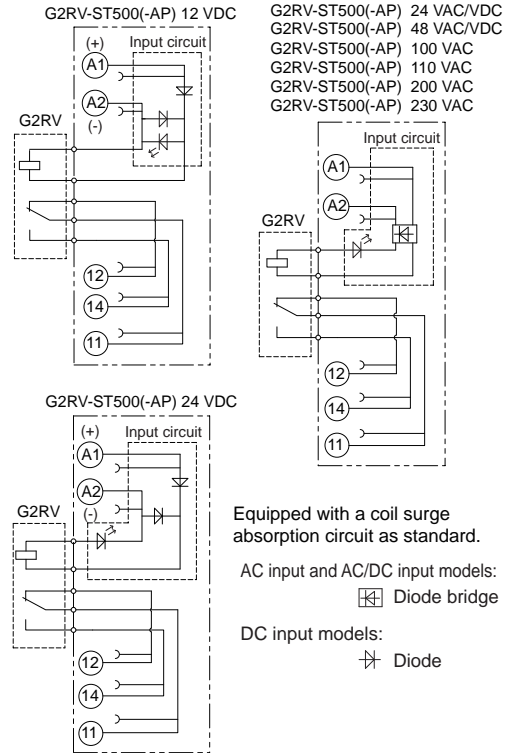 G2RV-ST500(-AP) 12 VDC
(+)
Input circuit
A1
A2
(-)
G2RV
12
14
11
G2RV-ST500(-AP) 24 VAC/VDC
G2RV-ST500(-AP) 48 VAC/VDC
G2RV-ST500(-AP) 100 VAC
G2RV-ST500(-AP) 110 VAC
G2RV-ST500(-AP) 200 VAC
G2RV-ST500(-AP) 230 VAC
Input circuit
A1
A2
G2RV
12
14
11
G2RV-ST500(-AP) 24 VDC
(+)
Input circuit
A1
A2
(-)
G2RV
12
14
11
Equipped with a coil surge
absorption circuit as standard.
AC input and AC/DC input models:
Diode bridge
DC input models:
Diode